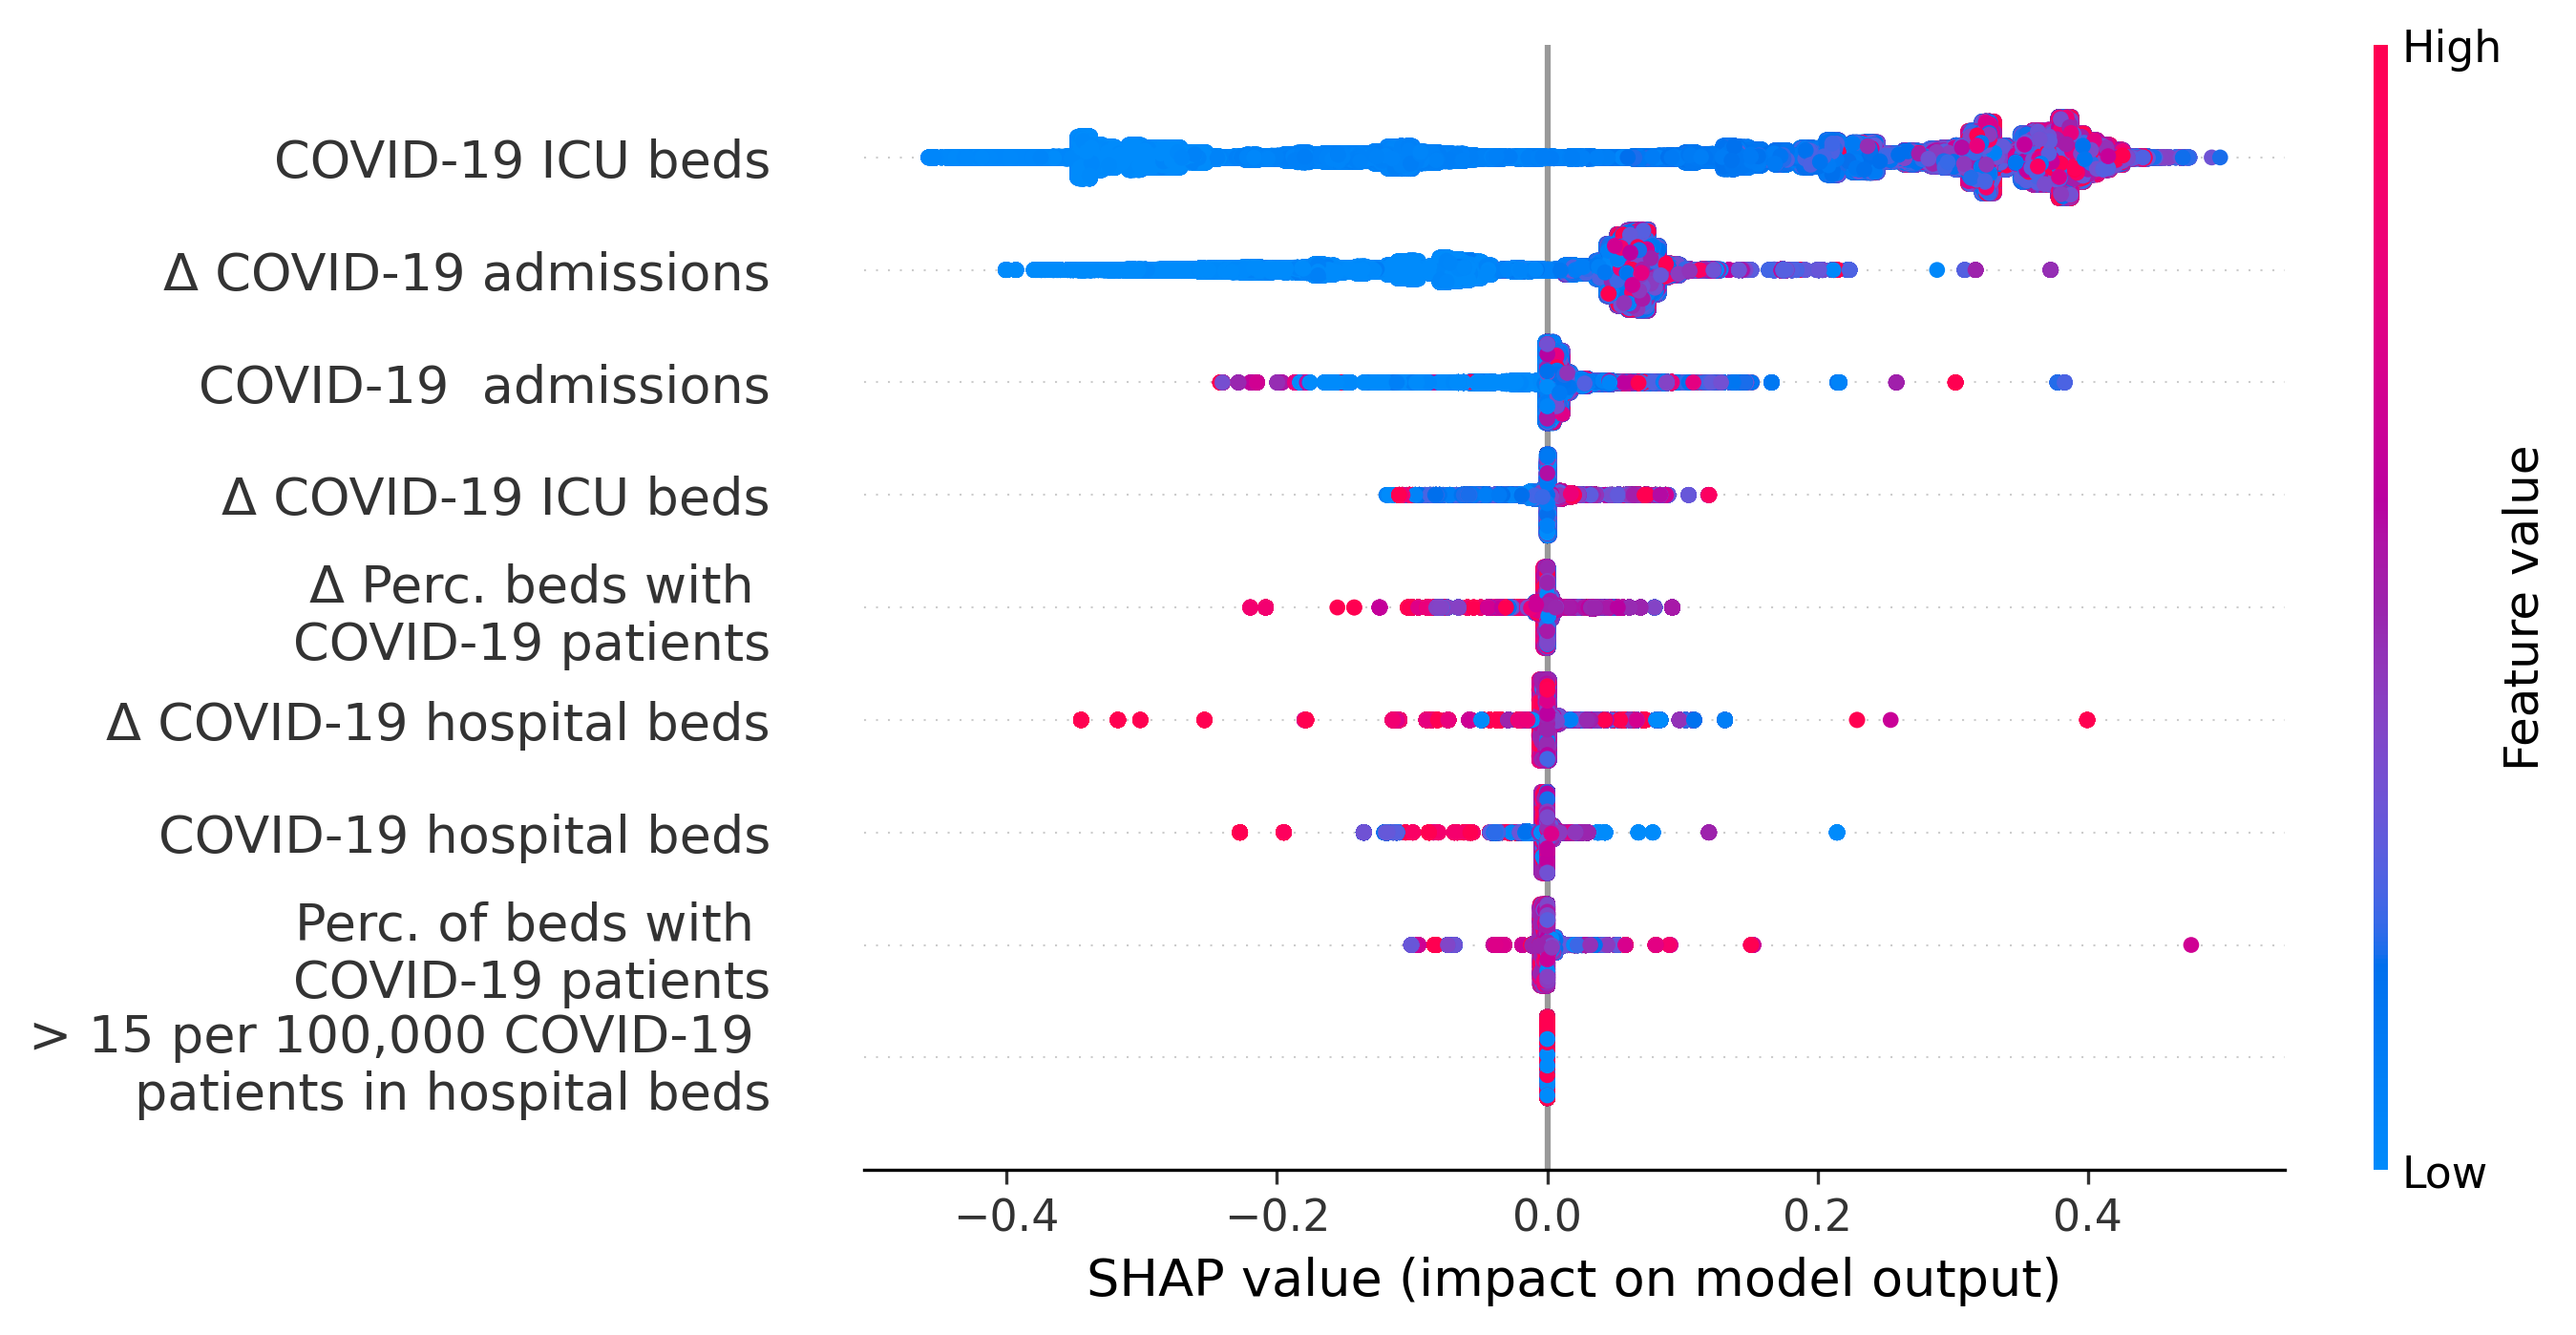 High
COVID-19 ICU beds
Δ COVID-19 admissions
COVID-19  admissions
Δ COVID-19 ICU beds
Δ Perc. beds with
COVID-19 patients
Δ COVID-19 hospital beds
COVID-19 hospital beds
Perc. of beds with
COVID-19 patients
> 15 per 100,000 COVID-19
patients in hospital beds
Feature value
Low
−0.4 −0.2 0.0 0.2 0.4
SHAP value (impact on model output)